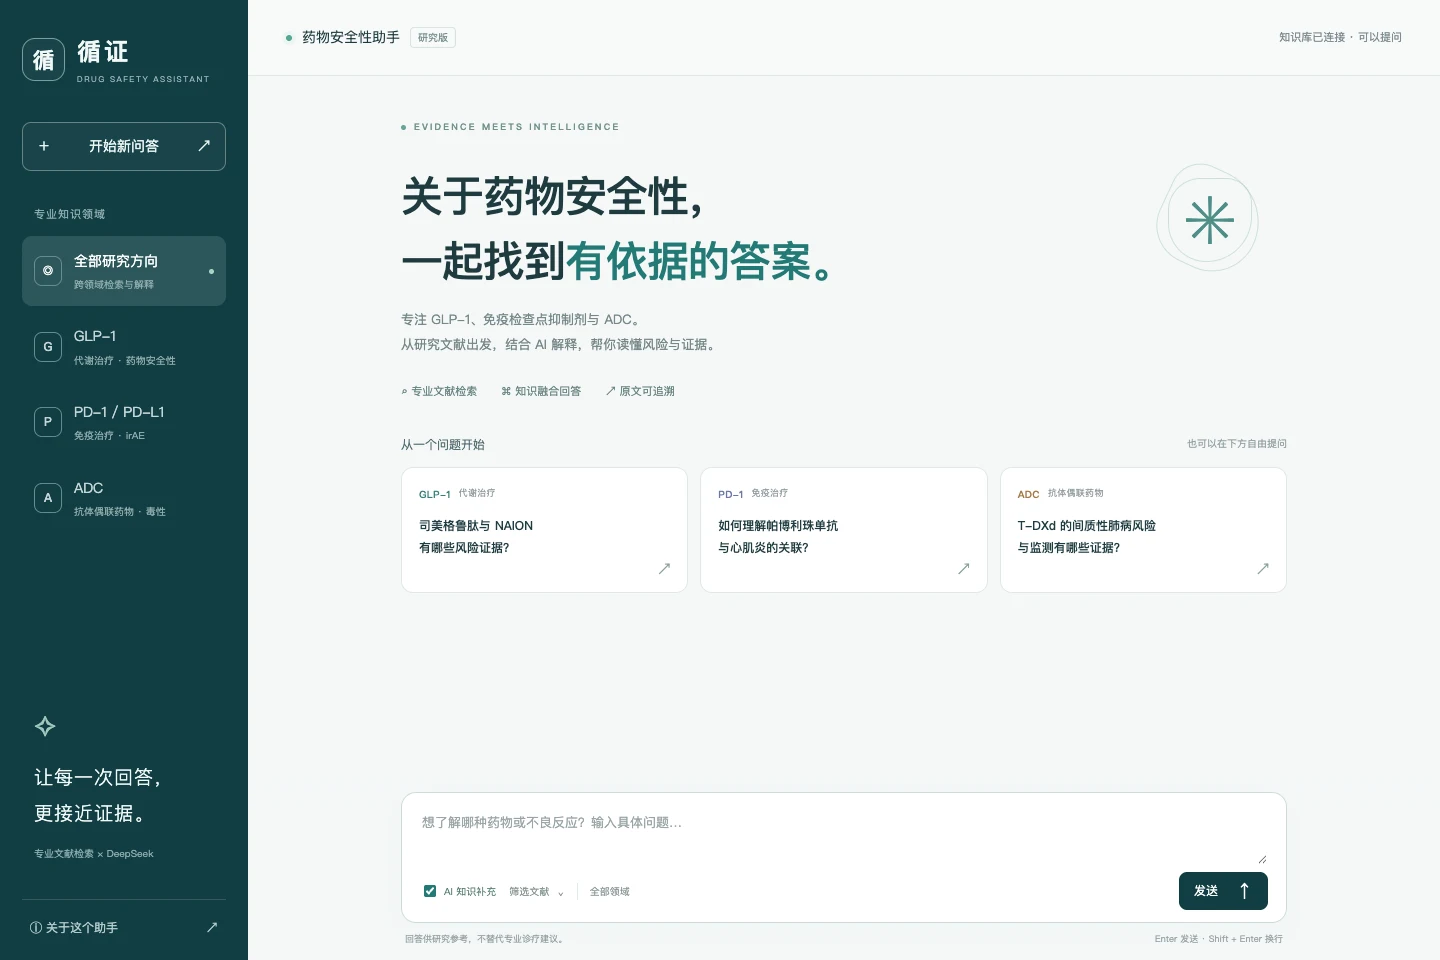 循 循证
DRUG SAFETY ASSISTANT
+ 开始新问答 ↗
专业知识领域
全部研究方向
跨领域检索与解释
G GLP-1
代谢治疗 · 药物安全性
P PD-1 / PD-L1
免疫治疗 · irAE
A ADC
抗体偶联药物 · 毒性
让每一次回答，
更接近证据。
专业文献检索 × DeepSeek
关于这个助手 ↗
药物安全性助手 研究版
知识库已连接 · 可以提问
EVIDENCE MEETS INTELLIGENCE
关于药物安全性，
一起找到有依据的答案。
专注 GLP-1、免疫检查点抑制剂与 ADC。
从研究文献出发，结合 AI 解释，帮你读懂风险与证据。
⌕ 专业文献检索 ⌘ 知识融合回答 ↗ 原文可追溯
从一个问题开始
也可以在下方自由提问
GLP-1 代谢治疗
司美格鲁肽与 NAION
有哪些风险证据？
↗
PD-1 免疫治疗
如何理解帕博利珠单抗
与心肌炎的关联？
↗
ADC 抗体偶联药物
T-DXd 的间质性肺病风险
与监测有哪些证据？
↗
想了解哪种药物或不良反应？输入具体问题…
AI 知识补充 筛选文献 ⌄ 全部领域
发送 ↑
回答供研究参考，不替代专业诊疗建议。
Enter 发送 · Shift + Enter 换行